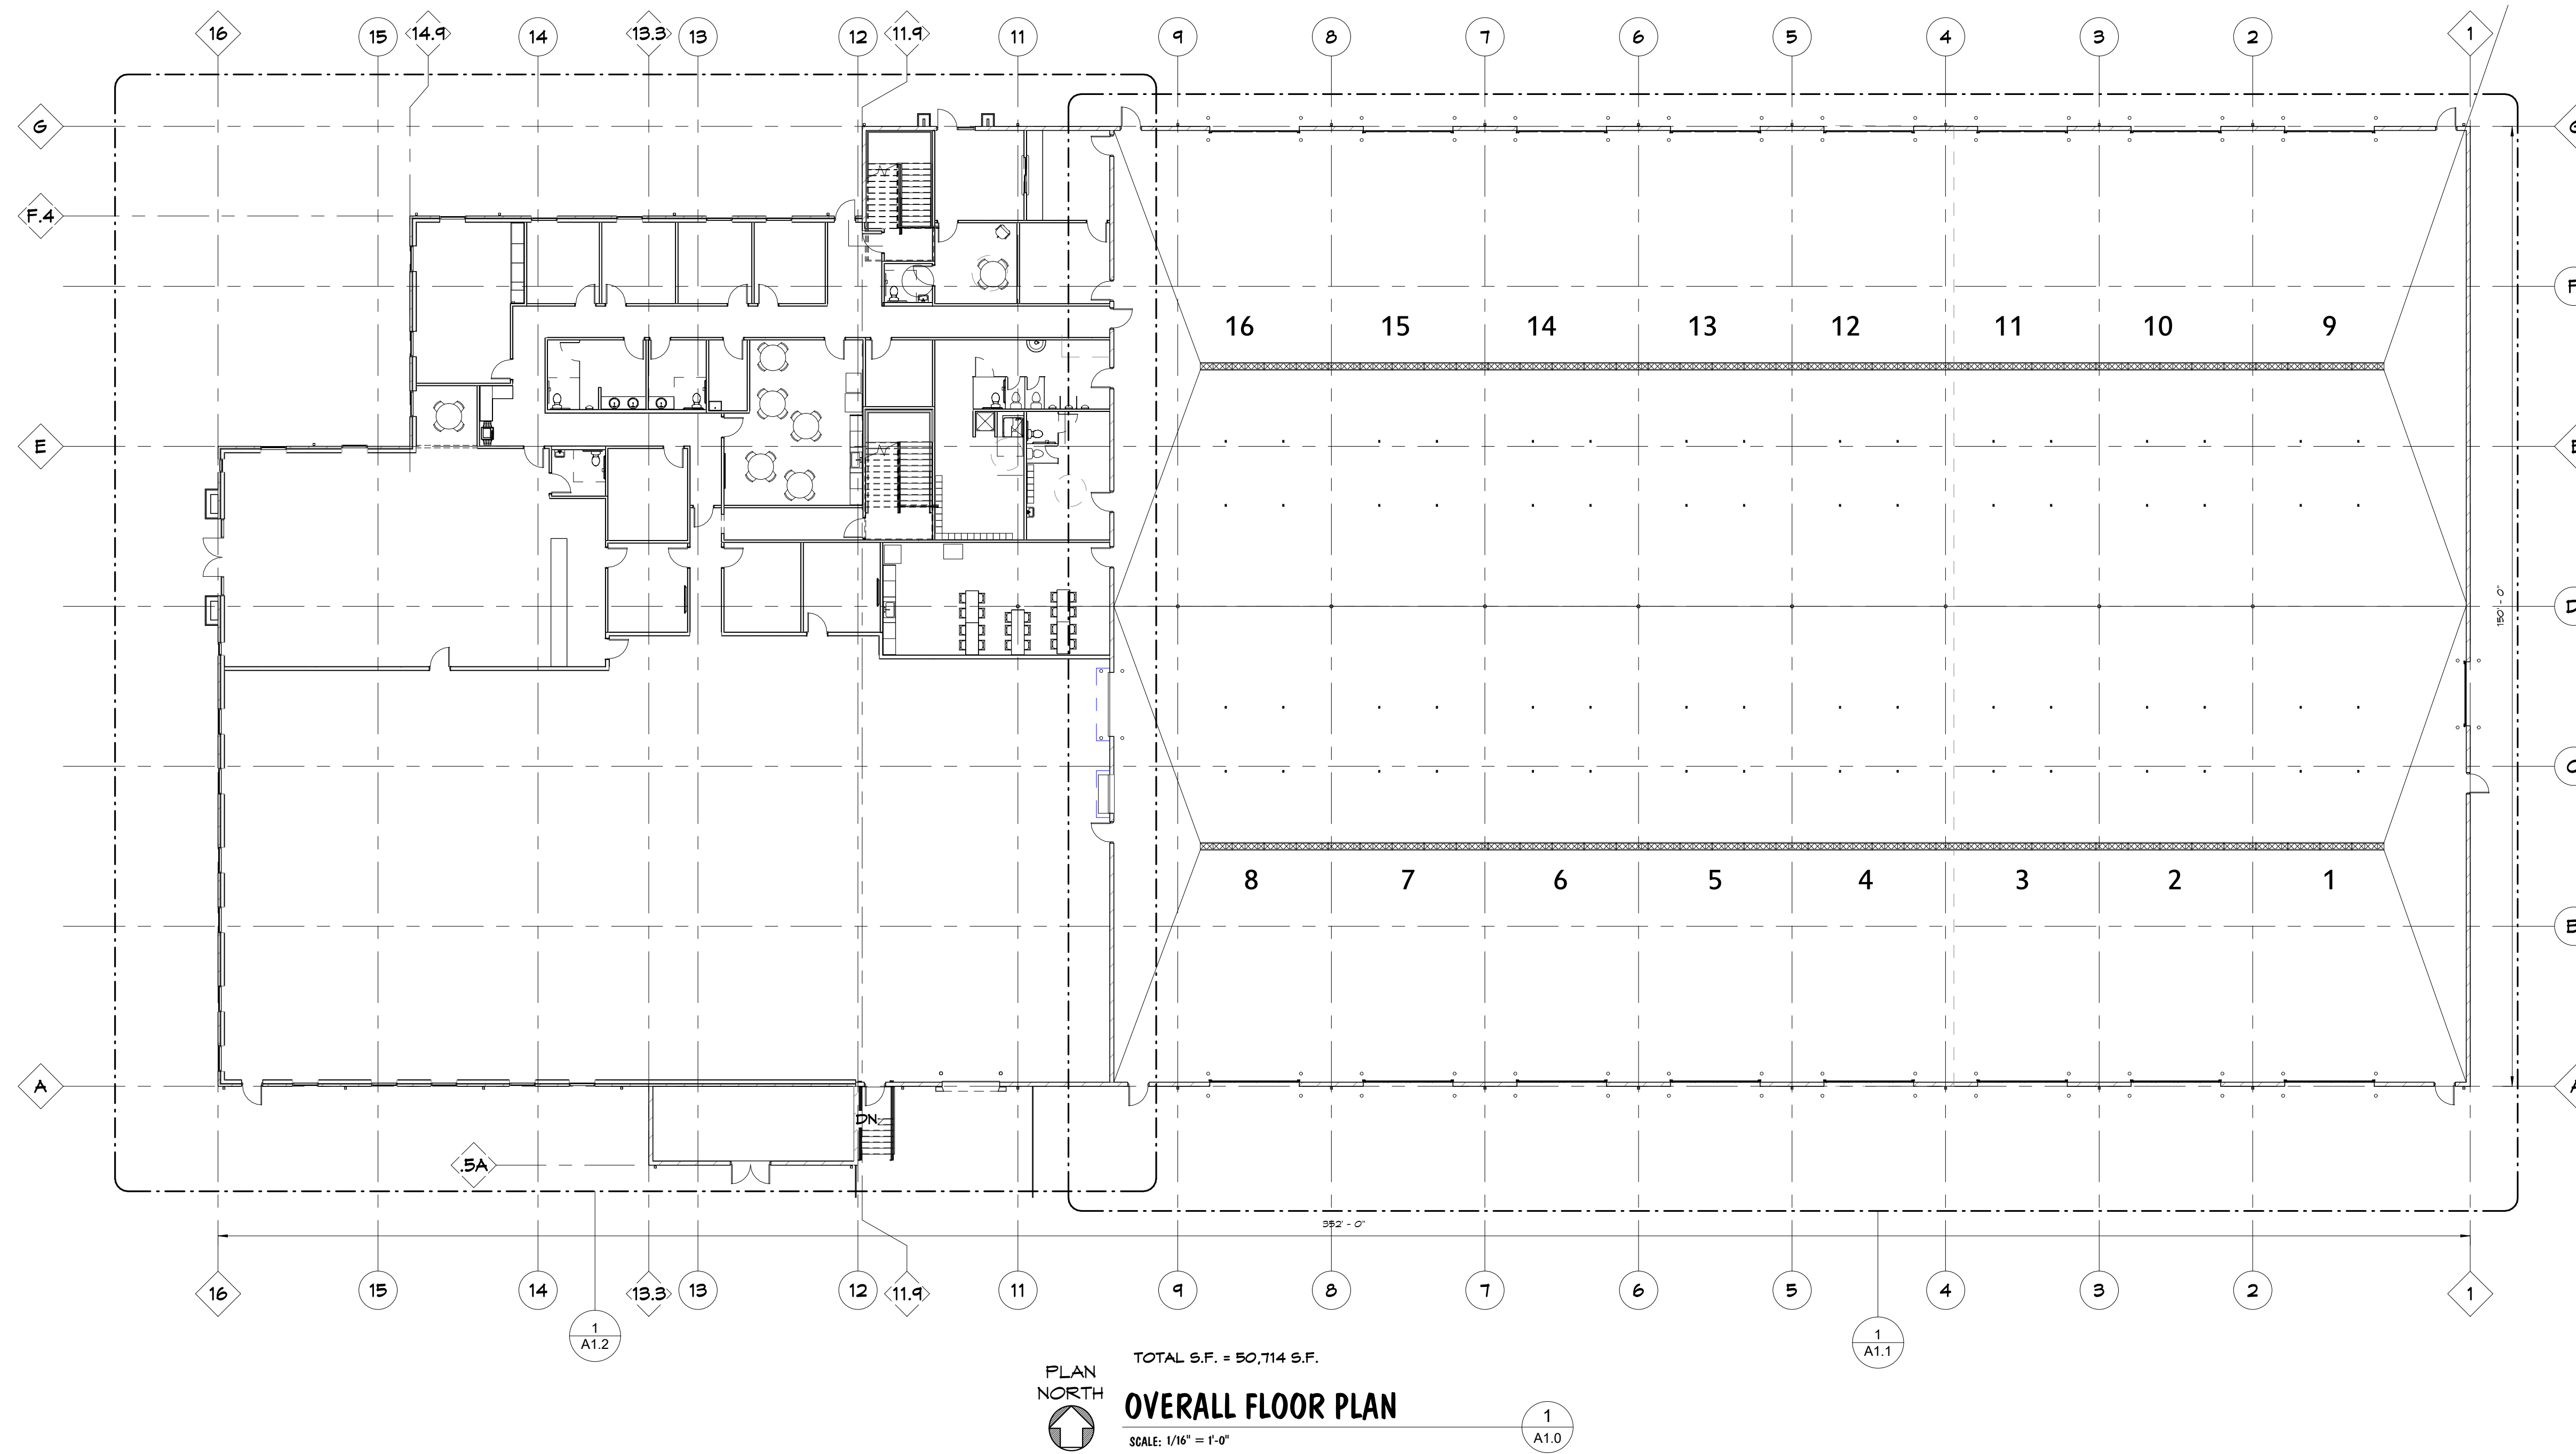 16 15 14.9 14 13.3 13 12 11.9 11 9 8 7 6 5 4 3 2 1
G
F.4
F
16 15 14 13 12 11 10 9
E
D
150' - 0"
8 7 6 5 4 3 2 1
A
DN.
.5A
352' - 0"
16 15 14 13.3 13 12 11.9 11 9 8 7 6 5 4 3 2 1
1
A1.2
1
A1.1
TOTAL S.F. = 50,714 S.F.
PLAN
NORTH
OVERALL FLOOR PLAN
SCALE: 1/16" = 1'-0"
1
A1.0